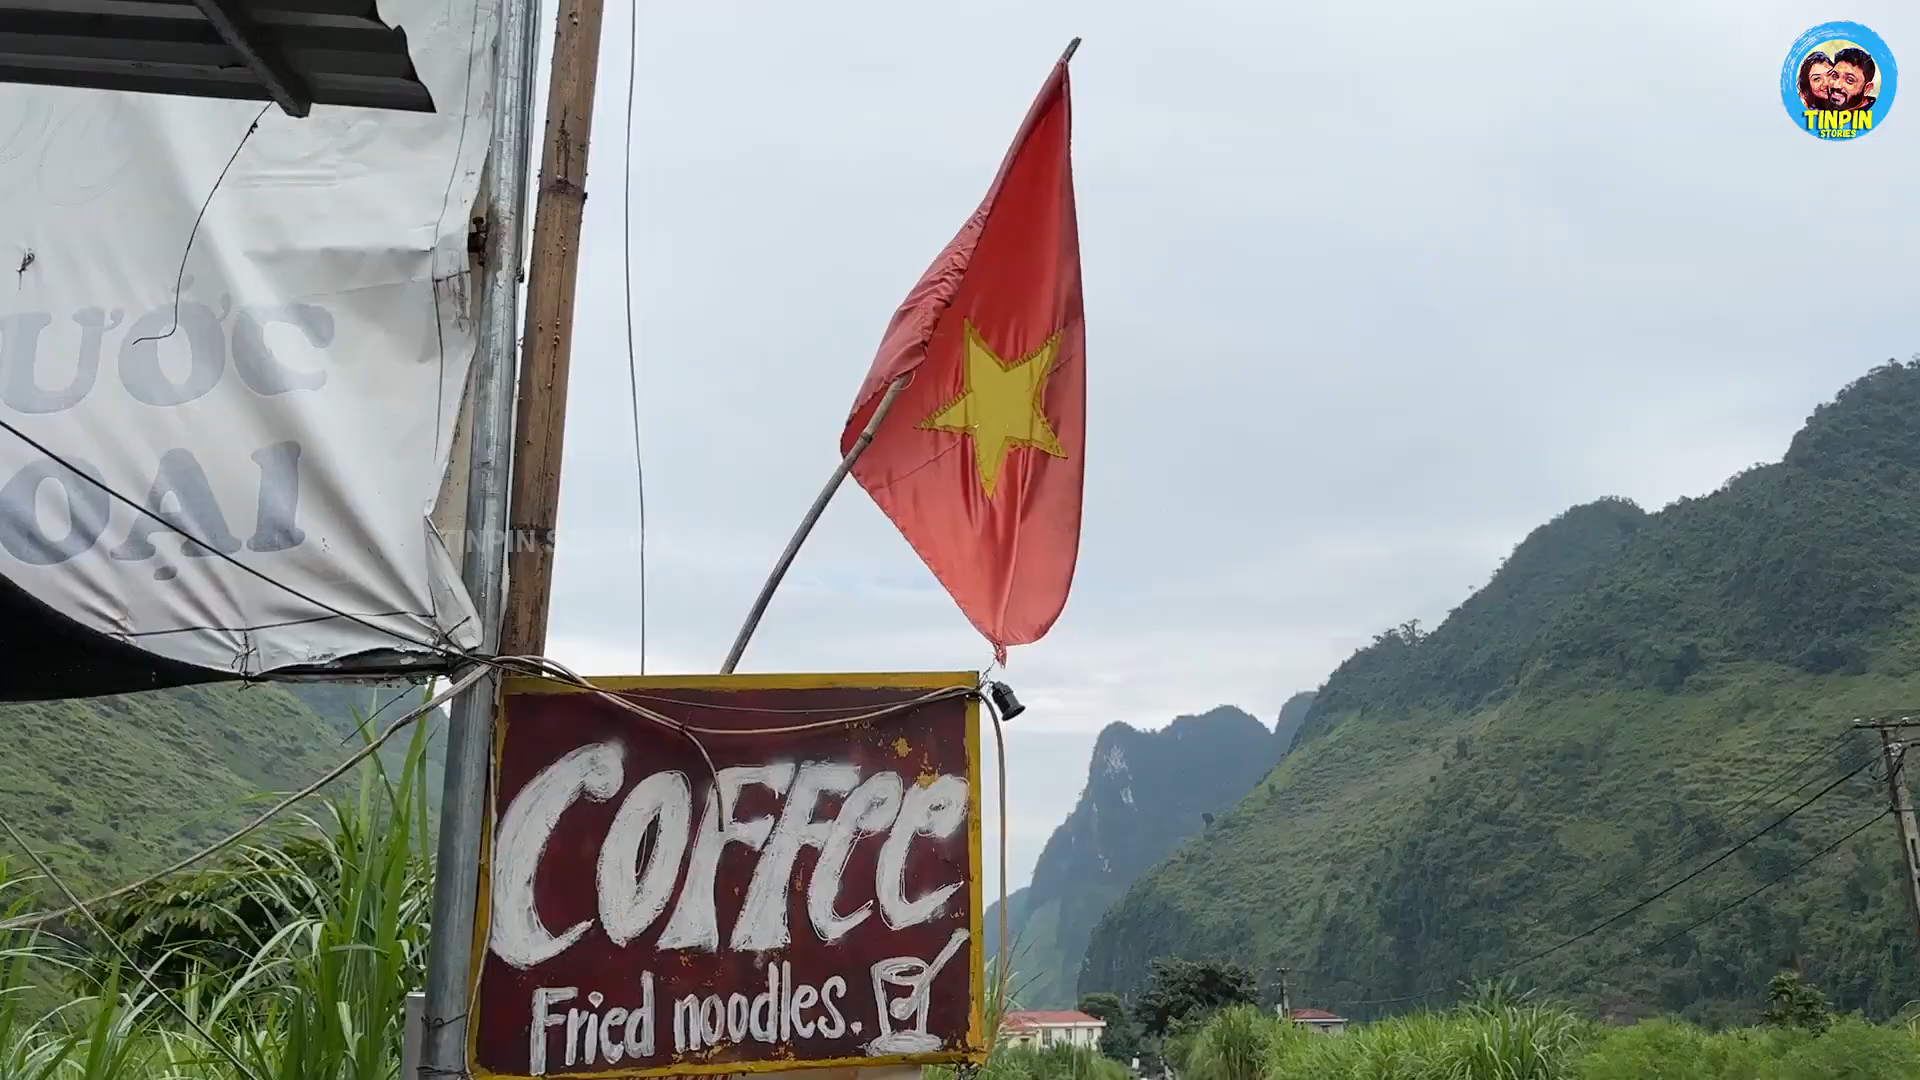 ƯỚC
OẠI
COFFee
Fried noodles.
TINPIN
STORIES